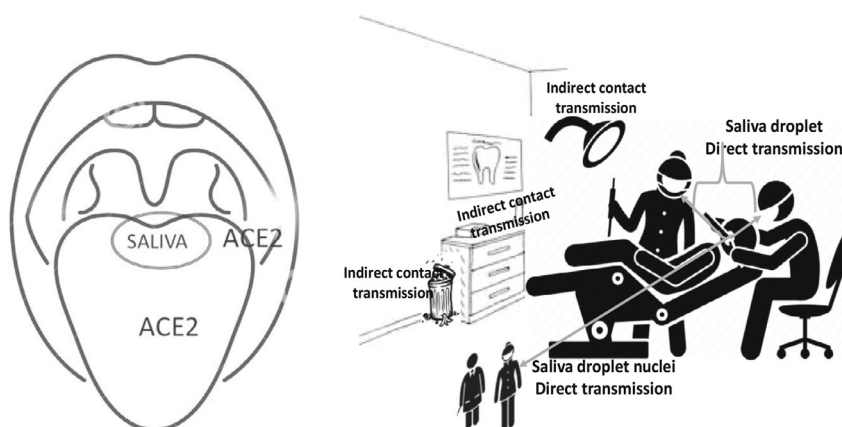 SALIVA
ACE2
ACE2
Indirect contact
transmission
Saliva droplet
Direct transmission
Indirect contact
transmission
Indirect contact
transmission
Saliva droplet nuclei
Direct transmission